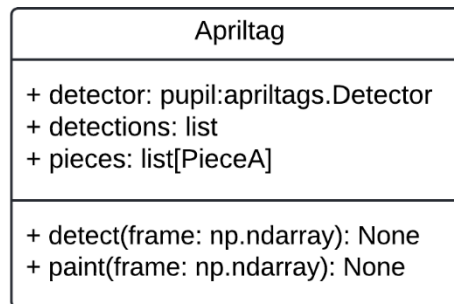 Apriltag
+ detector: pupil:apriltags.Detector
+ detections: list
+ pieces: list[PieceA]
+ detect(frame: np.ndarray): None
+ paint(frame: np.ndarray): None